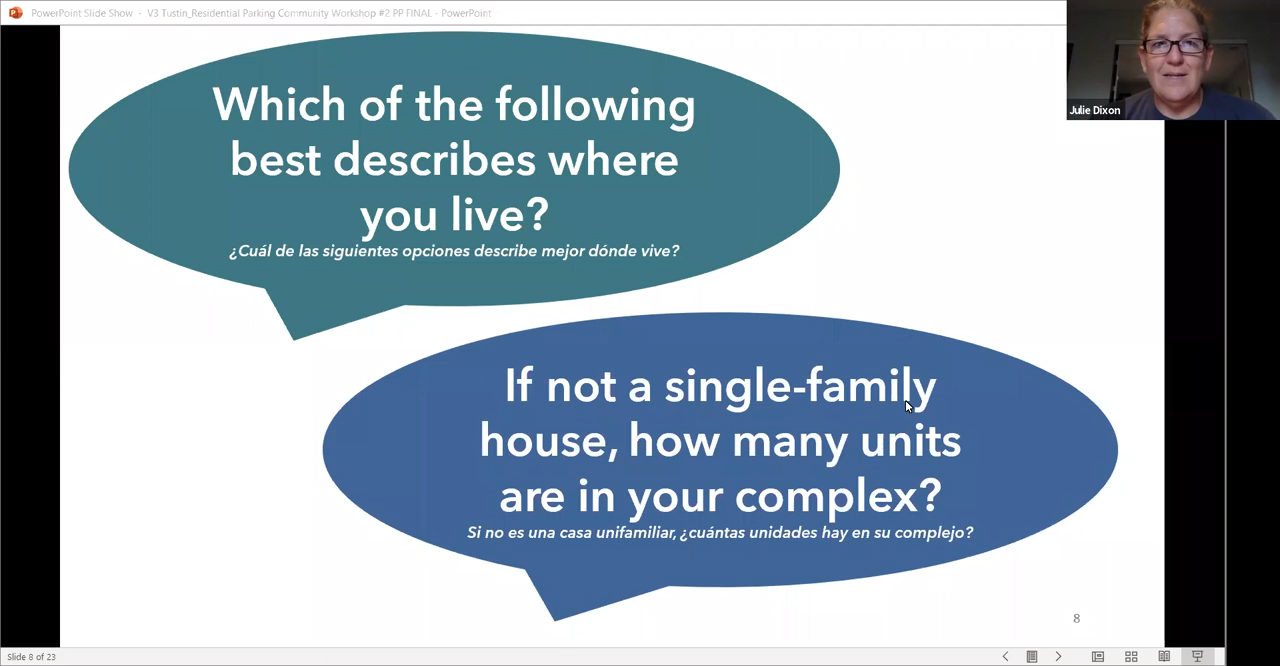 PowerPoint Slide Show - V3 Tustin_Residential Parking Community Workshop #2 PP FINAL - PowerPoint
Julie Dixon
Which of the following
best describes where
you live?
¿Cuál de las siguientes opciones describe mejor dónde vive?
If not a single-family
house, how many units
are in your complex?
Si no es una casa unifamiliar, ¿cuántas unidades hay en su complejo?
8
Slide 8 of 23